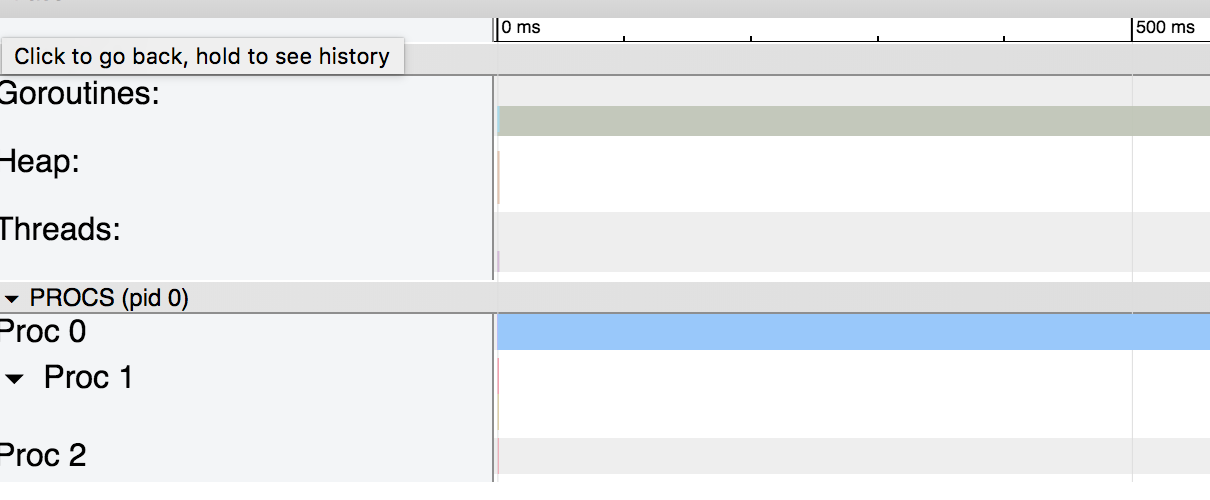 0 ms
500 ms
Click to go back, hold to see history
Goroutines:
Heap:
Threads:
PROCS (pid 0)
Proc 0
Proc 1
Proc 2